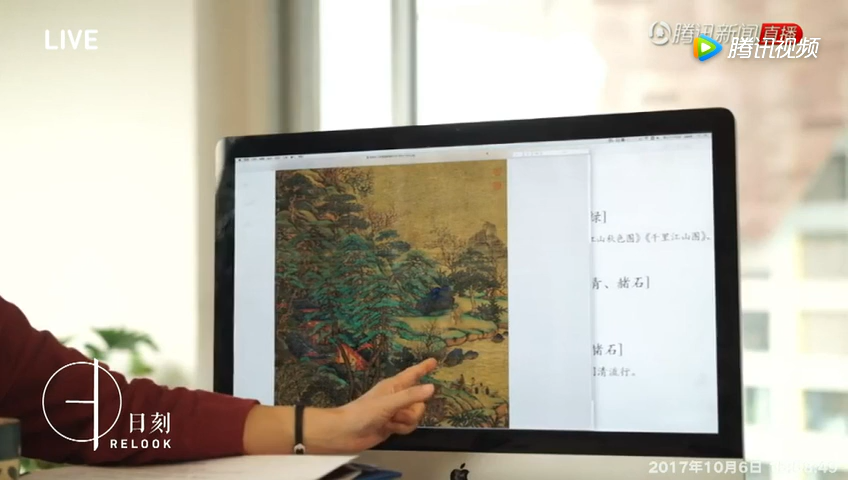 LIVE
腾讯新闻 直播
腾讯视频
绿]
江山秋色图》《千里江山图》、
青、赭石]
赭石]
清流行。
日刻
RELOOK
2017年10月6日